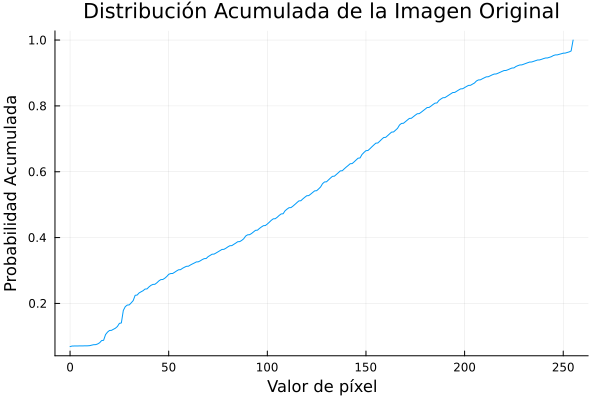 Distribución Acumulada de la Imagen Original
Probabilidad Acumulada
1.0
0.8
0.6
0.4
0.2
0 50 100 150 200 250
Valor de píxel